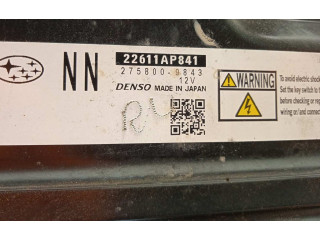 NN
22611AP841
275800-9843
12V
DENSO MADE IN JAPAN
WARNING
To avoid electric shock
Set the key switch to
before checking or rep
wiring so/and connect